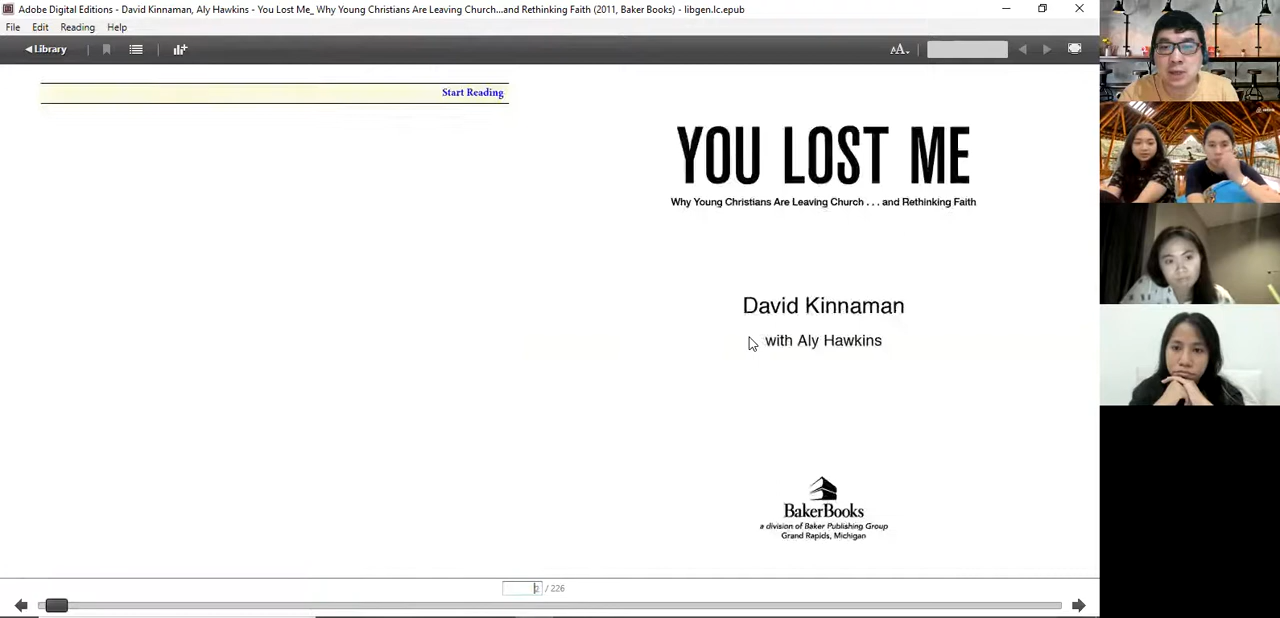 Adobe Digital Editions - David Kinnaman, Aly Hawkins - You Lost Me_ Why Young Christians Are Leaving Church...and Rethinking Faith (2011, Baker Books) - libgen.lc.epub
File Edit Reading Help
Library
Start Reading
YOU LOST ME
Why Young Christians Are Leaving Church . . . and Rethinking Faith
David Kinnaman
with Aly Hawkins
BakerBooks
a division of Baker Publishing Group
Grand Rapids, Michigan
/ 226